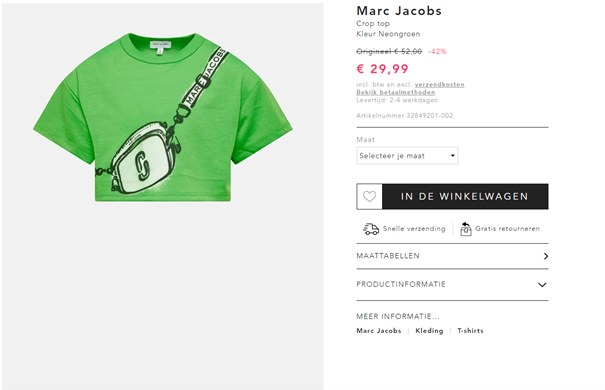 MARC JACOBS
Marc Jacobs
Crop top
Kleur Neongroen
Origineel € 52,00 -42%
€ 29,99
incl. btw en excl. verzendkosten
Bekijk betaalmethoden
Levertijd: 2-4 werkdagen
Artikelnummer 32849201-002
Maat
Selecteer je maat
IN DE WINKELWAGEN
Snelle verzending | Gratis retourneren
MAATTABELLEN
PRODUCTINFORMATIE
MEER INFORMATIE...
Marc Jacobs | Kleding | T-shirts